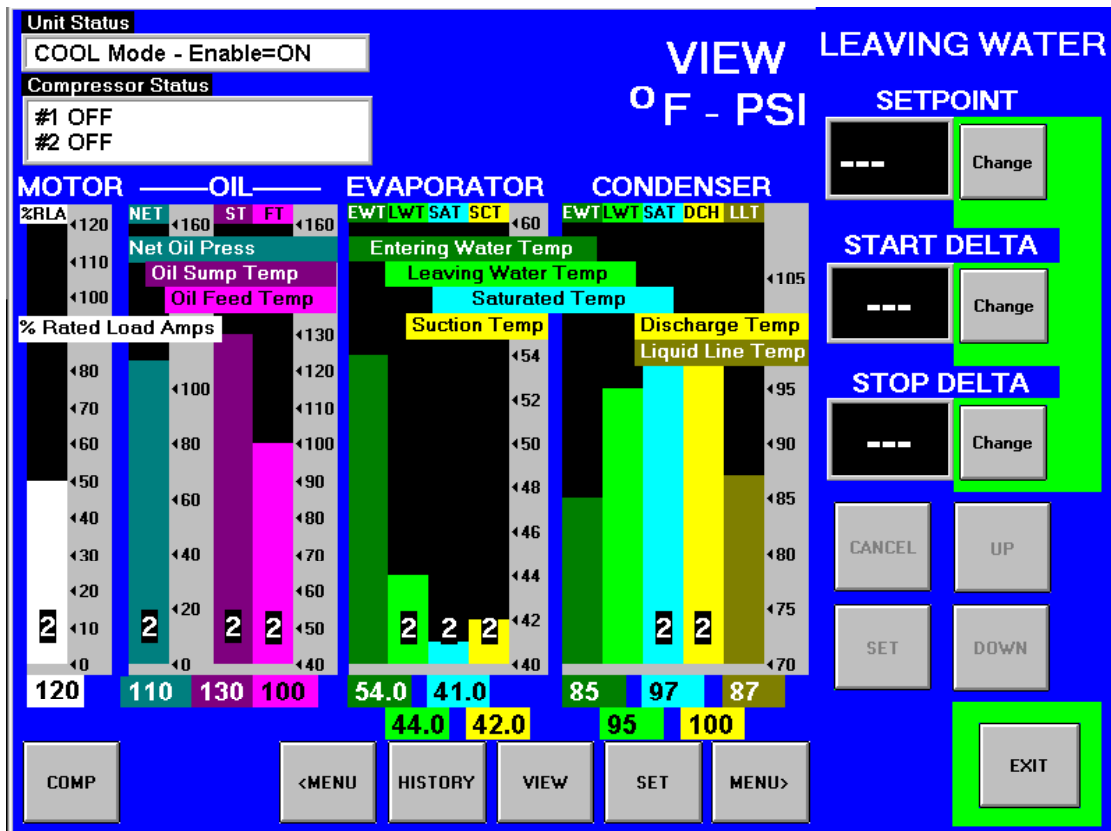 Unit Status
COOL Mode - Enable=ON
Compressor Status
#1 OFF
#2 OFF
VIEW
ºF - PSI
MOTOR
OIL
EVAPORATOR
CONDENSER
%RLA
NET
ST
FT
EWT
LWT
SAT
SCT
EWT
LWT
SAT
DCH
LLT
Net Oil Press
Oil Sump Temp
Oil Feed Temp
% Rated Load Amps
Entering Water Temp
Leaving Water Temp
Saturated Temp
Suction Temp
Discharge Temp
Liquid Line Temp
120
110
100
80
70
60
50
40
30
20
10
0
160
100
80
60
40
20
0
160
130
120
110
100
90
80
70
60
50
40
60
54
52
50
48
46
44
42
40
105
95
90
85
80
75
70
2
2
2
2
2
2
2
2
2
120
110
130
100
54.0
41.0
85
97
87
44.0
42.0
95
100
COMP
<MENU
HISTORY
VIEW
SET
MENU>
LEAVING WATER
SETPOINT
---
Change
START DELTA
---
Change
STOP DELTA
---
Change
CANCEL
UP
SET
DOWN
EXIT